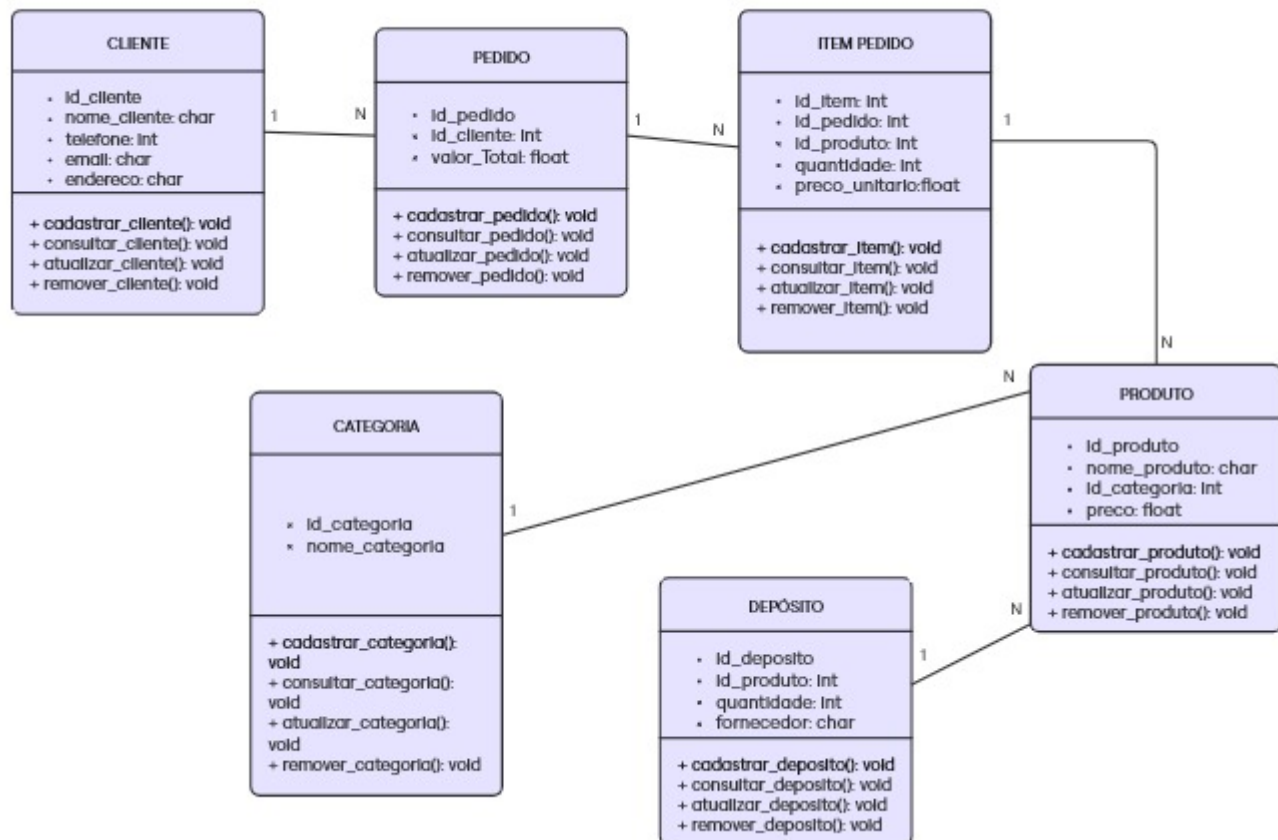 CLIENTE
• id_cliente
• nome_cliente: char
• telefone: int
• email: char
• endereco: char
+ cadastrar_cliente(): void
+ consultar_cliente(): void
+ atualizar_cliente(): void
+ remover_cliente(): void
1
N
PEDIDO
• id_pedido
• id_cliente: int
• valor_Total: float
+ cadastrar_pedido(): void
+ consultar_pedido(): void
+ atualizar_pedido(): void
+ remover_pedido(): void
1
N
ITEM PEDIDO
• id_item: int
• id_pedido: int
• id_produto: int
• quantidade: int
• preco_unitario:float
+ cadastrar_item(): void
+ consultar_item(): void
+ atualizar_item(): void
+ remover_item(): void
1
N
N
PRODUTO
• id_produto
• nome_produto: char
• id_categoria: int
• preco: float
+ cadastrar_produto(): void
+ consultar_produto(): void
+ atualizar_produto(): void
+ remover_produto(): void
CATEGORIA
• id_categoria
• nome_categoria
+ cadastrar_categoria():
void
+ consultar_categoria():
void
+ atualizar_categoria():
void
+ remover_categoria(): void
1
DEPÓSITO
• id_deposito
• id_produto: int
• quantidade: int
• fornecedor: char
+ cadastrar_deposito(): void
+ consultar_deposito(): void
+ atualizar_deposito(): void
+ remover_deposito(): void
1
N